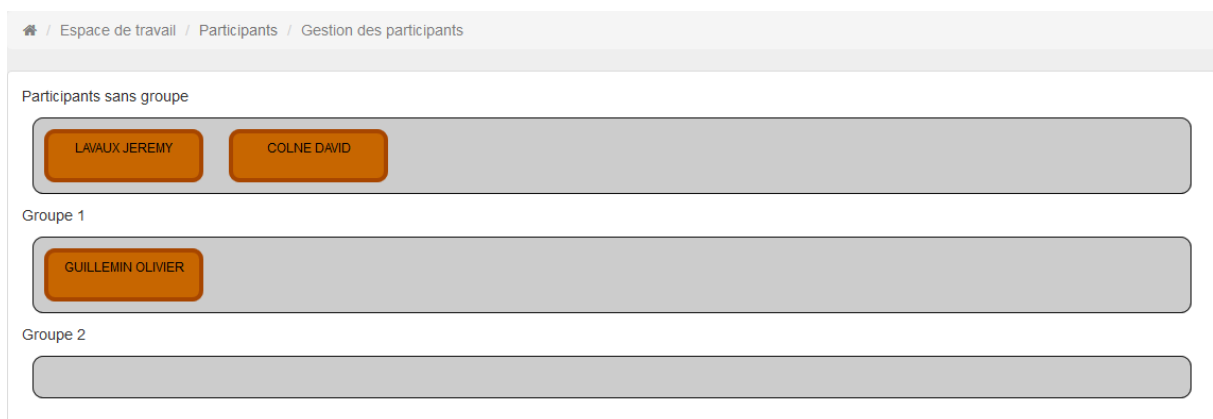 / Espace de travail / Participants / Gestion des participants
Participants sans groupe
LAVAUX JEREMY COLNE DAVID
Groupe 1
GUILLEMIN OLIVIER
Groupe 2